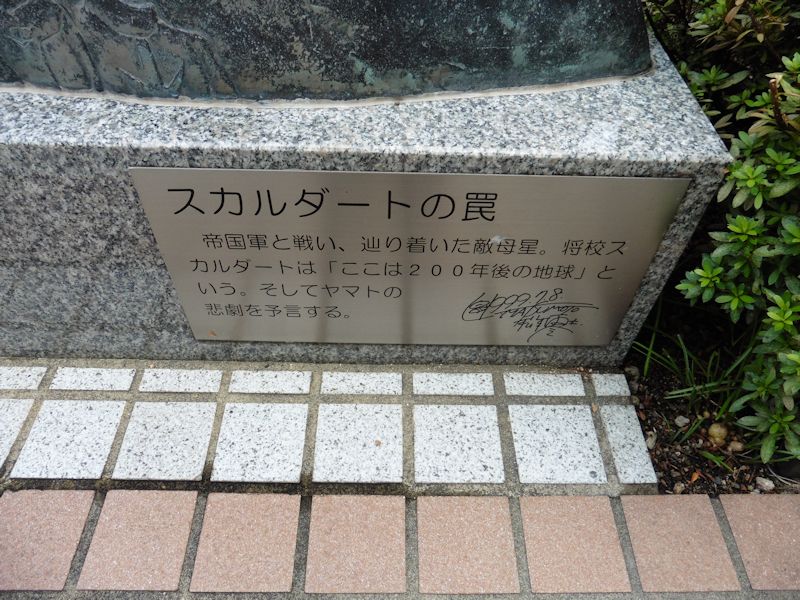 スカルダートの罠
帝国軍と戦い、辿り着いた敵母星。将校ス
カルダートは「ここは200年後の地球」と
いう。そしてヤマトの
悲劇を予言する。